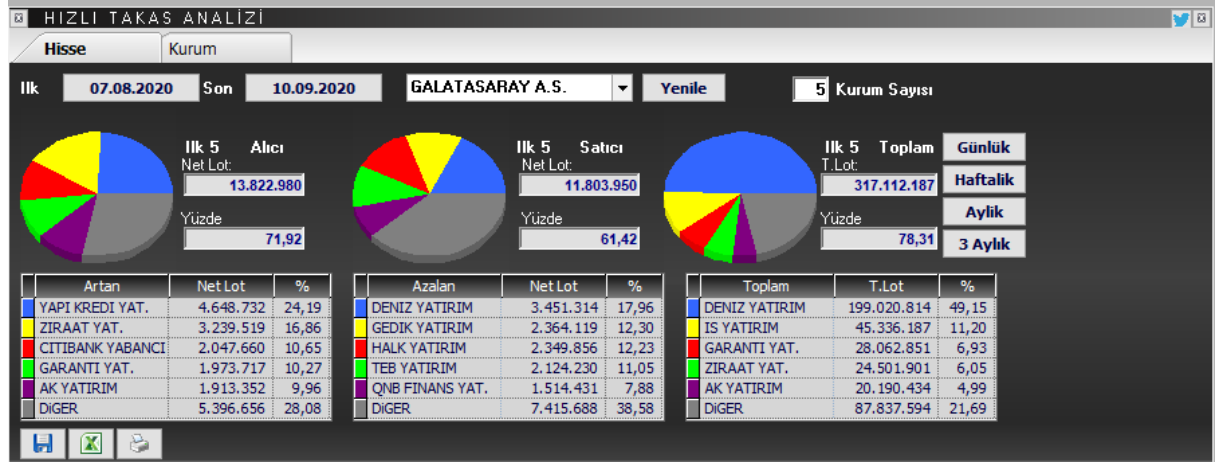 HIZLI TAKAS ANALİZİ
Hisse Kurum
Ilk 07.08.2020 Son 10.09.2020 GALATASARAY A.S. Yenile 5 Kurum Sayısı
Ilk 5 Alıcı
Net Lot:
13.822.980
Yüzde
71,92
Ilk 5 Satıcı
Net Lot:
11.803.950
Yüzde
61,42
Ilk 5 Toplam
T.Lot:
317.112.187
Yüzde
78,31
Günlük
Haftalik
Aylik
3 Aylık
Artan Net Lot %
YAPI KREDI YAT. 4.648.732 24,19
ZIRAAT YAT. 3.239.519 16,86
CITIBANK YABANCI 2.047.660 10,65
GARANTI YAT. 1.973.717 10,27
AK YATIRIM 1.913.352 9,96
DiGER 5.396.656 28,08
Azalan Net Lot %
DENIZ YATIRIM 3.451.314 17,96
GEDIK YATIRIM 2.364.119 12,30
HALK YATIRIM 2.349.856 12,23
TEB YATIRIM 2.124.230 11,05
QNB FINANS YAT. 1.514.431 7,88
DiGER 7.415.688 38,58
Toplam T.Lot %
DENIZ YATIRIM 199.020.814 49,15
IS YATIRIM 45.336.187 11,20
GARANTI YAT. 28.062.851 6,93
ZIRAAT YAT. 24.501.901 6,05
AK YATIRIM 20.190.434 4,99
DiGER 87.837.594 21,69